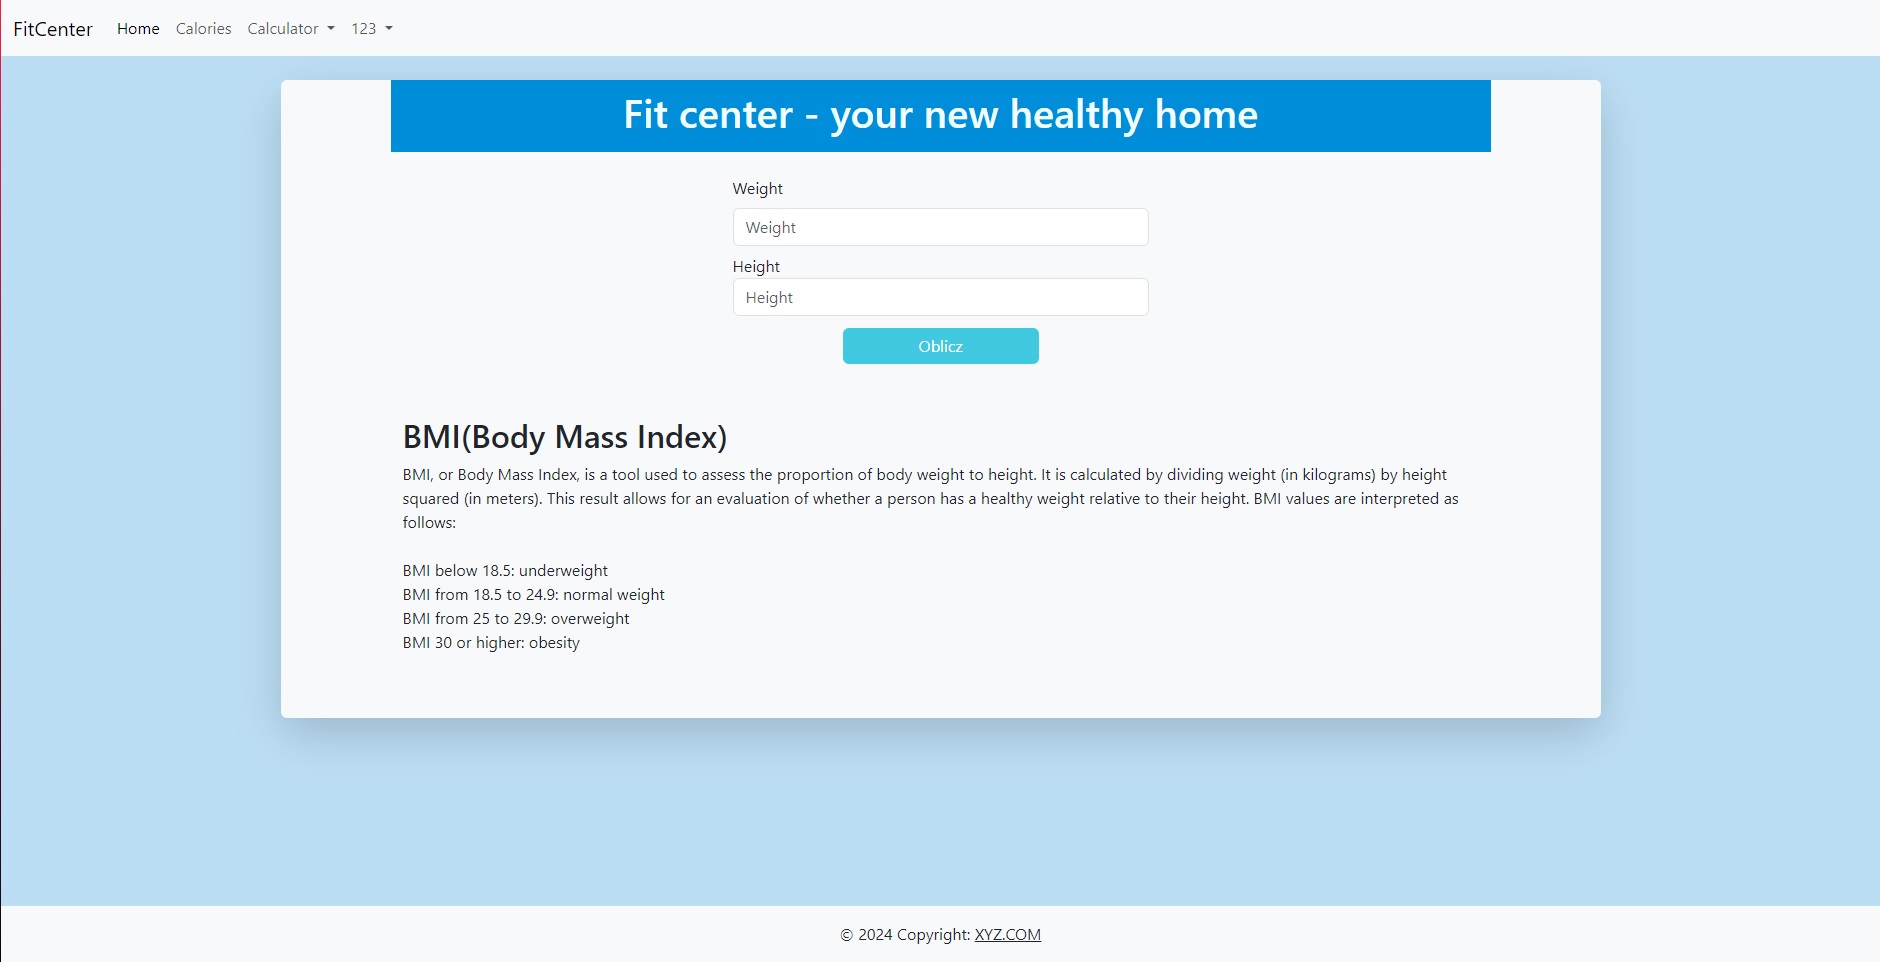 FitCenter Home Calories Calculator 123
Fit center - your new healthy home
Weight
Weight
Height
Height
Oblicz
BMI(Body Mass Index)
BMI, or Body Mass Index, is a tool used to assess the proportion of body weight to height. It is calculated by dividing weight (in kilograms) by height
squared (in meters). This result allows for an evaluation of whether a person has a healthy weight relative to their height. BMI values are interpreted as
follows:
BMI below 18.5: underweight
BMI from 18.5 to 24.9: normal weight
BMI from 25 to 29.9: overweight
BMI 30 or higher: obesity
© 2024 Copyright: XYZ.COM